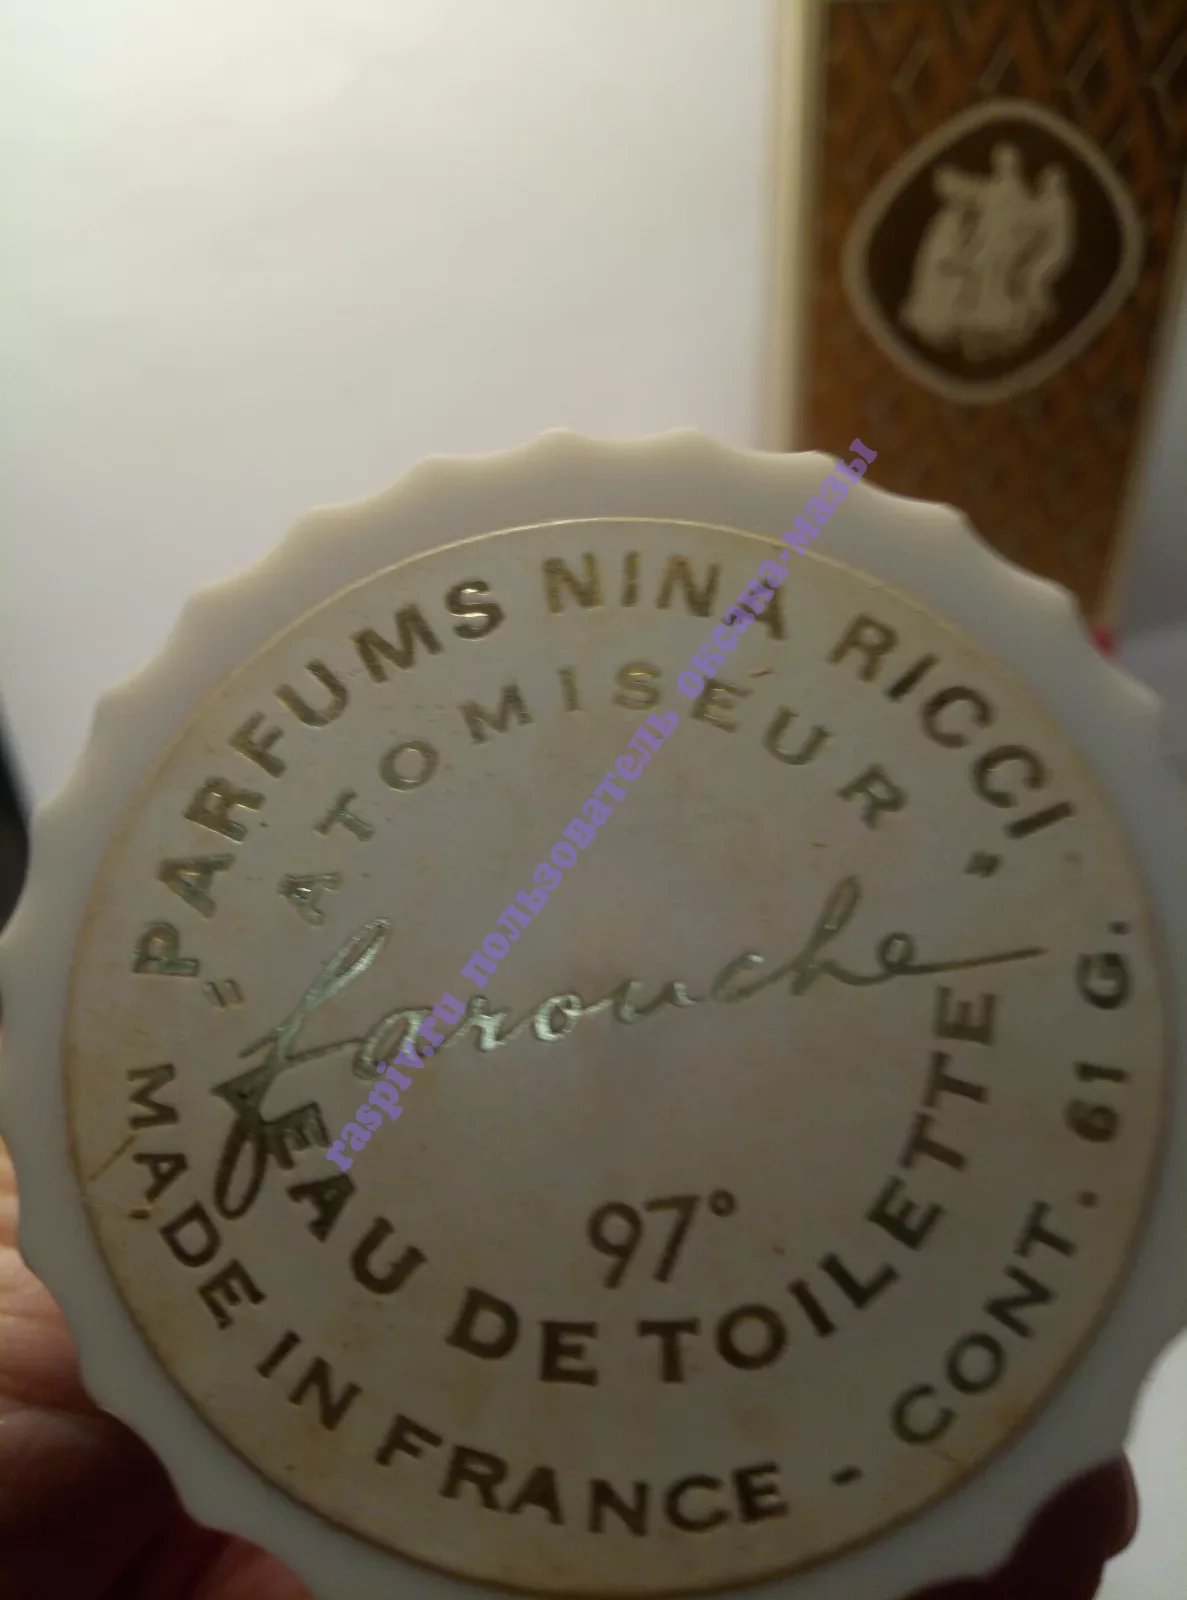 PARFUMS NINA RICCI
"ATOMISEUR"
Farouche
EAU DE TOILETTE
97°
MADE IN FRANCE - CONT. 61 G.
raspiv.ru пользователь оксана-мазы